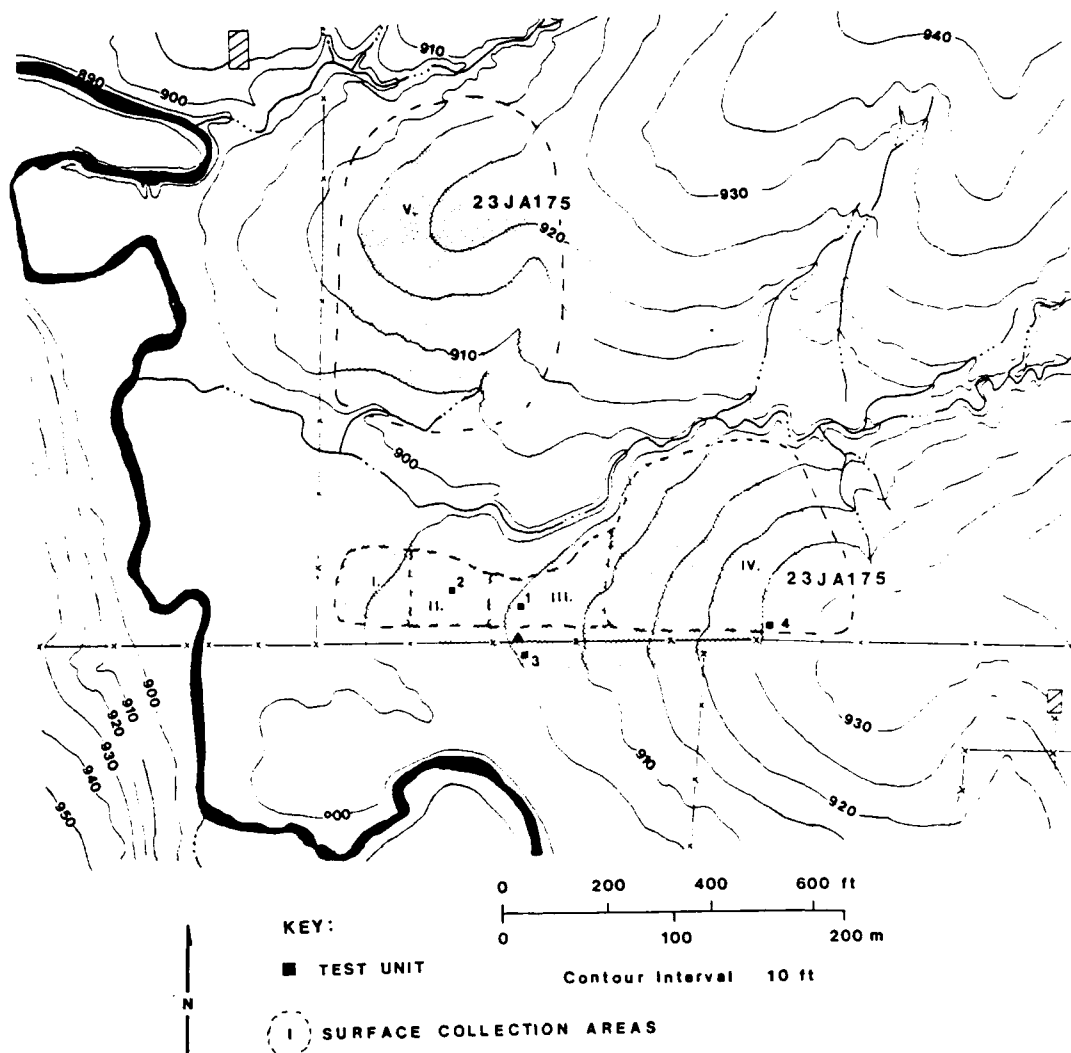 910
940
890
900
930
V.
23JA175
920
910
900
I.
II.
2
1
III.
IV.
23JA175
4
3
900
910
920
930
940
950
900
910
930
920
0 200 400 600 ft
0 100 200 m
Contour Interval 10 ft
KEY:
■ TEST UNIT
N
I SURFACE COLLECTION AREAS